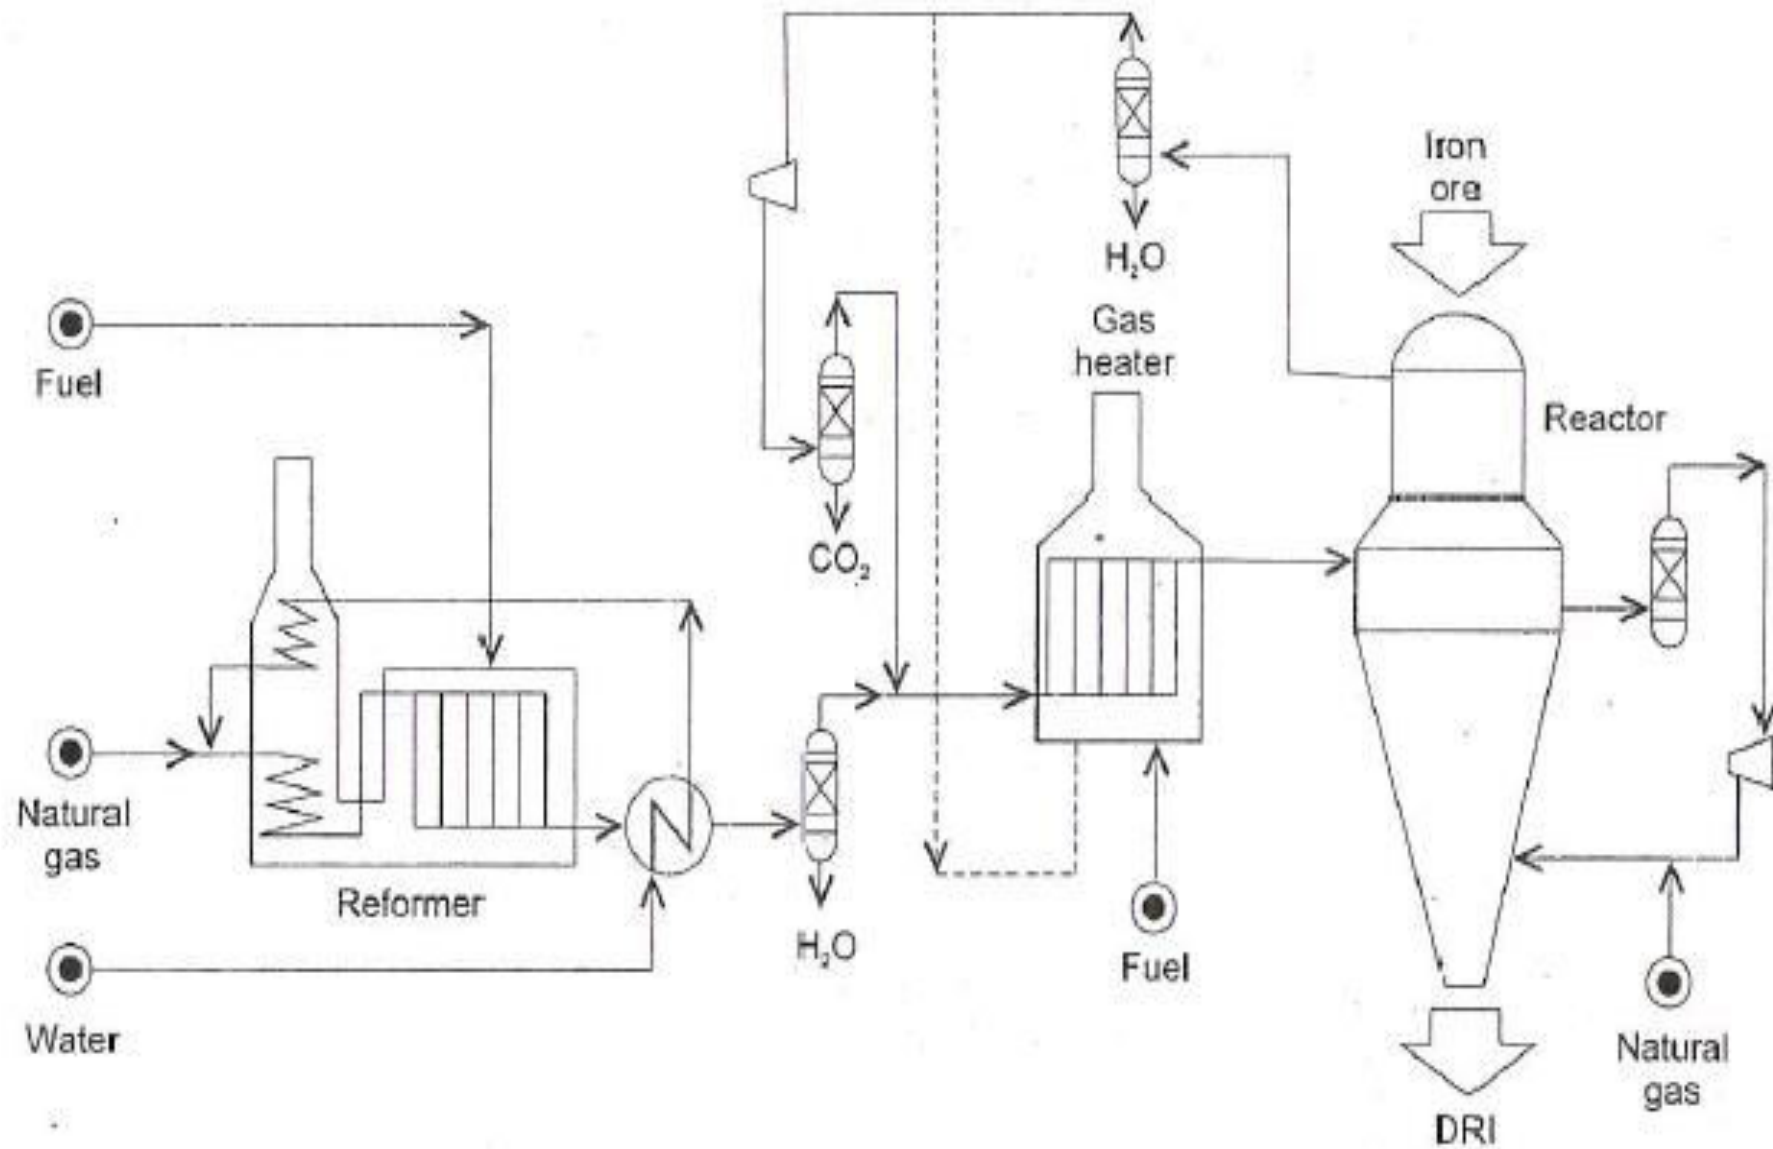 Iron
ore
H₂O
Gas
heater
Fuel
Reactor
CO₂
Natural
gas
Reformer
H₂O
Fuel
Water
Natural
gas
DRI